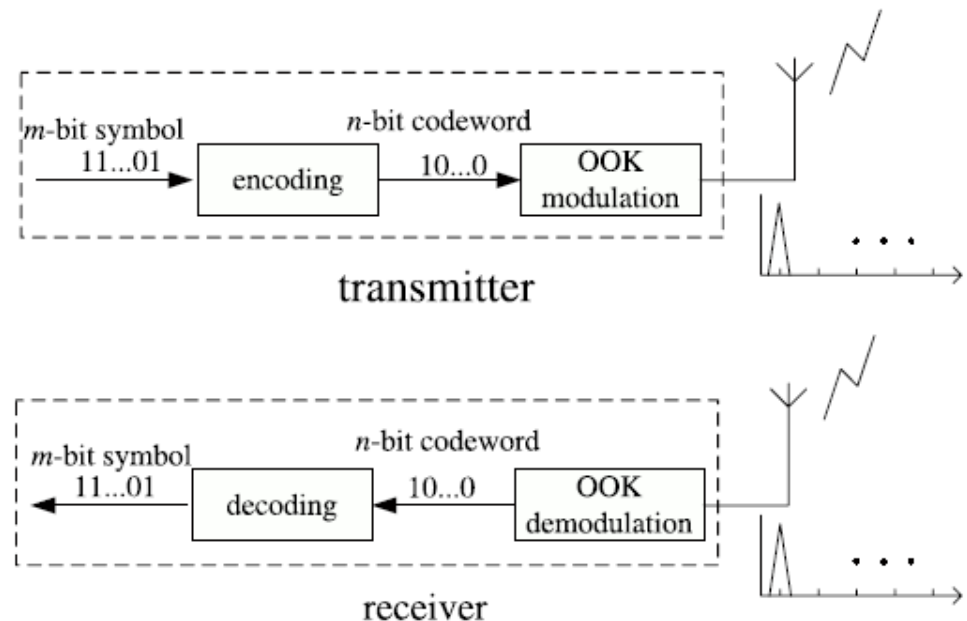 m-bit symbol
11...01
encoding
n-bit codeword
10...0
OOK
modulation
transmitter
m-bit symbol
11...01
decoding
n-bit codeword
10...0
OOK
demodulation
receiver